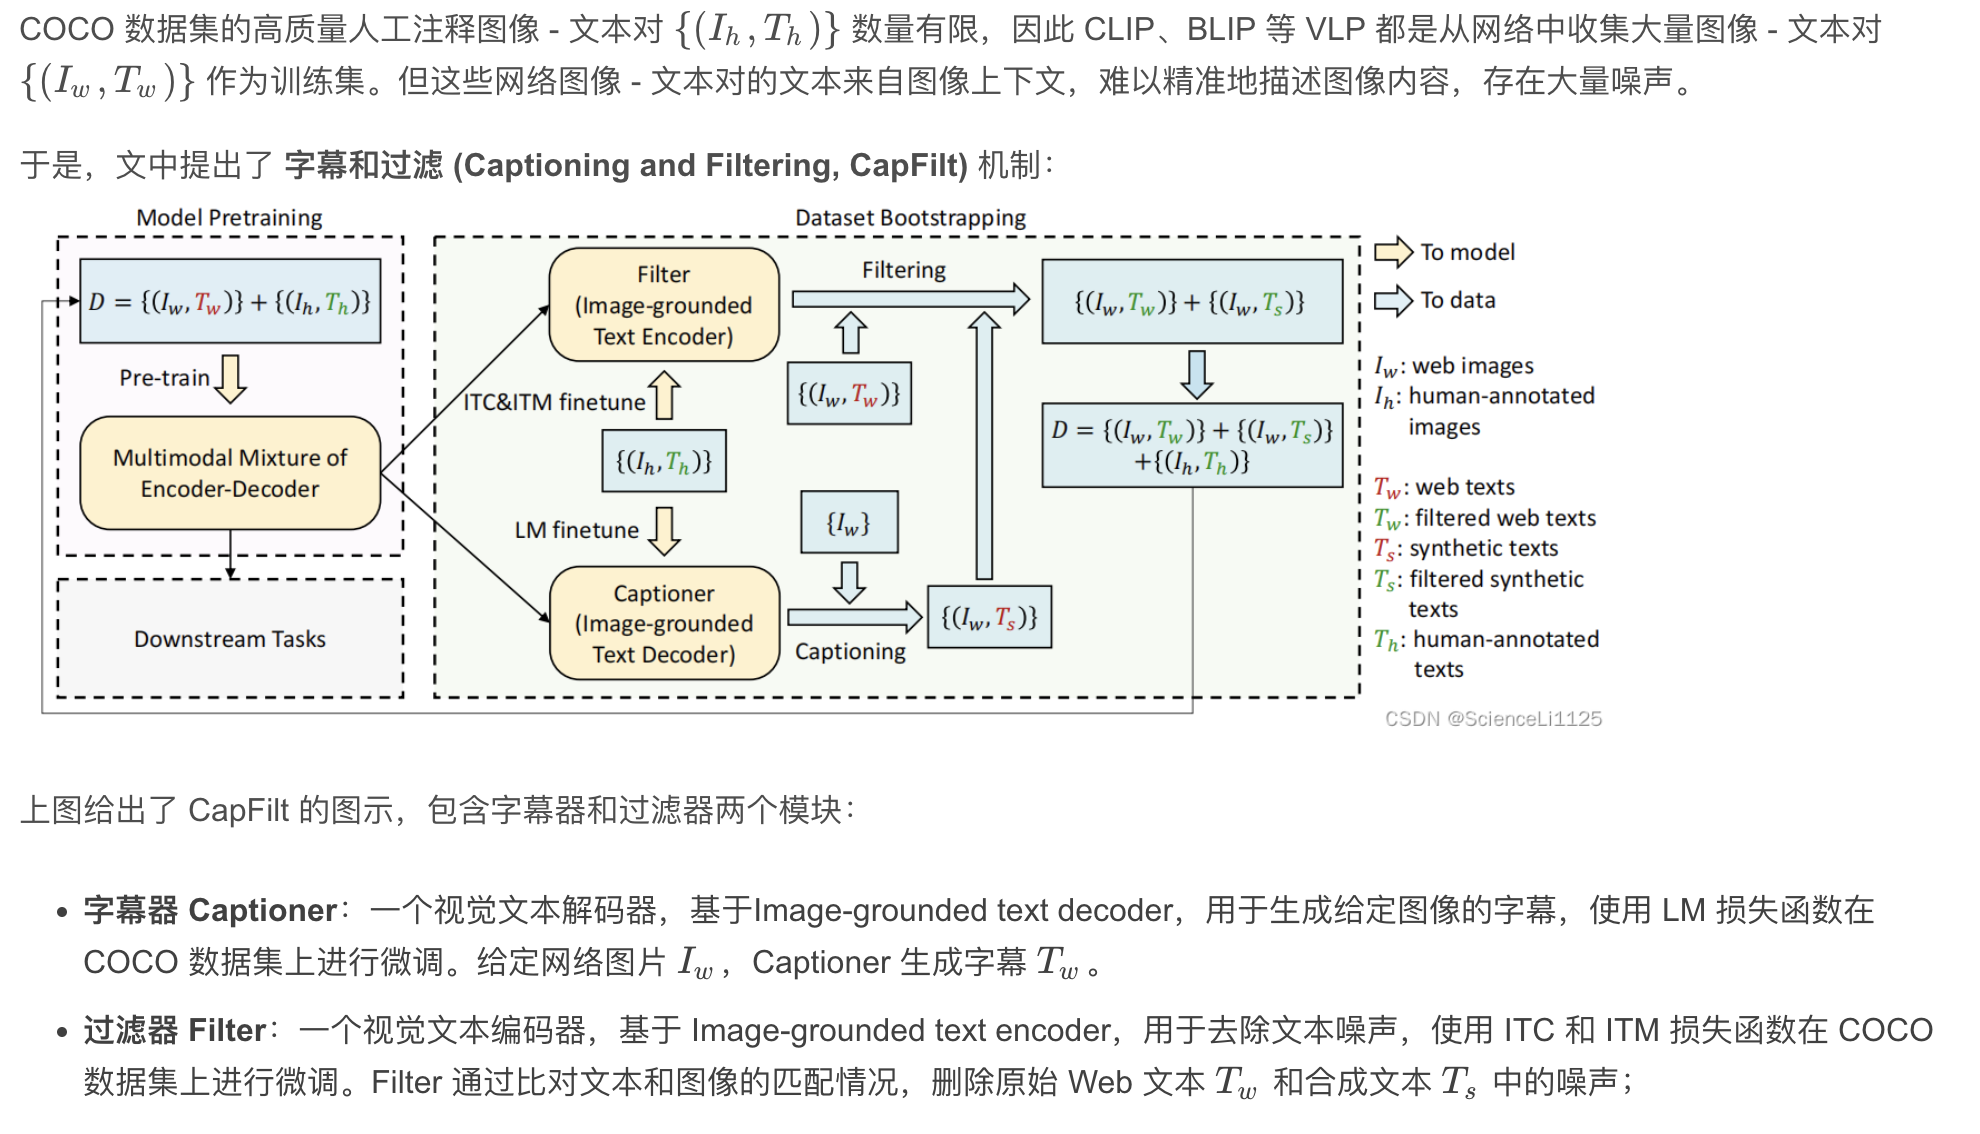 COCO 数据集的高质量人工注释图像 - 文本对 {(I_h, T_h)} 数量有限，因此 CLIP、BLIP 等 VLP 都是从网络中收集大量图像 - 文本对
{(I_w, T_w)} 作为训练集。但这些网络图像 - 文本对的文本来自图像上下文，难以精准地描述图像内容，存在大量噪声。
于是，文中提出了 字幕和过滤 (Captioning and Filtering, CapFilt) 机制：
Model Pretraining
D = {(I_w, T_w)} + {(I_h, T_h)}
Pre-train
Multimodal Mixture of
Encoder-Decoder
Downstream Tasks
Dataset Bootstrapping
Filter
(Image-grounded
Text Encoder)
ITC&ITM finetune
{(I_h, T_h)}
LM finetune
Captioner
(Image-grounded
Text Decoder)
Filtering
{(I_w, T_w)}
{I_w}
Captioning
{(I_w, T_s)}
{(I_w, T_w)} + {(I_w, T_s)}
D = {(I_w, T_w)} + {(I_w, T_s)}
+{(I_h, T_h)}
To model
To data
I_w: web images
I_h: human-annotated
images
T_w: web texts
T_w: filtered web texts
T_s: synthetic texts
T_s: filtered synthetic
texts
T_h: human-annotated
texts
CSDN @ScienceLi1125
上图给出了 CapFilt 的图示，包含字幕器和过滤器两个模块：
• 字幕器 Captioner：一个视觉文本解码器，基于Image-grounded text decoder，用于生成给定图像的字幕，使用 LM 损失函数在
COCO 数据集上进行微调。给定网络图片 I_w，Captioner 生成字幕 T_w。
• 过滤器 Filter：一个视觉文本编码器，基于 Image-grounded text encoder，用于去除文本噪声，使用 ITC 和 ITM 损失函数在 COCO
数据集上进行微调。Filter 通过比对文本和图像的匹配情况，删除原始 Web 文本 T_w 和合成文本 T_s 中的噪声；